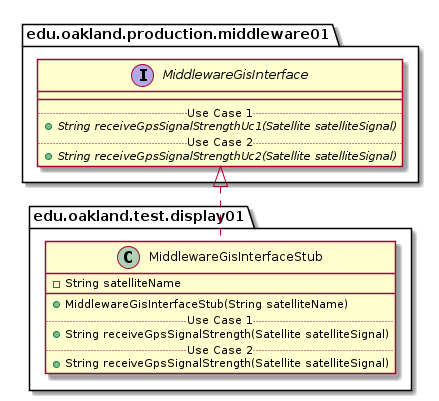 edu.oakland.production.middleware01
I MiddlewareGisInterface
Use Case 1
String receiveGpsSignalStrengthUc1(Satellite satelliteSignal)
Use Case 2
String receiveGpsSignalStrengthUc2(Satellite satelliteSignal)
edu.oakland.test.display01
C MiddlewareGisInterfaceStub
String satelliteName
MiddlewareGisInterfaceStub(String satelliteName)
Use Case 1
String receiveGpsSignalStrength(Satellite satelliteSignal)
Use Case 2
String receiveGpsSignalStrength(Satellite satelliteSignal)